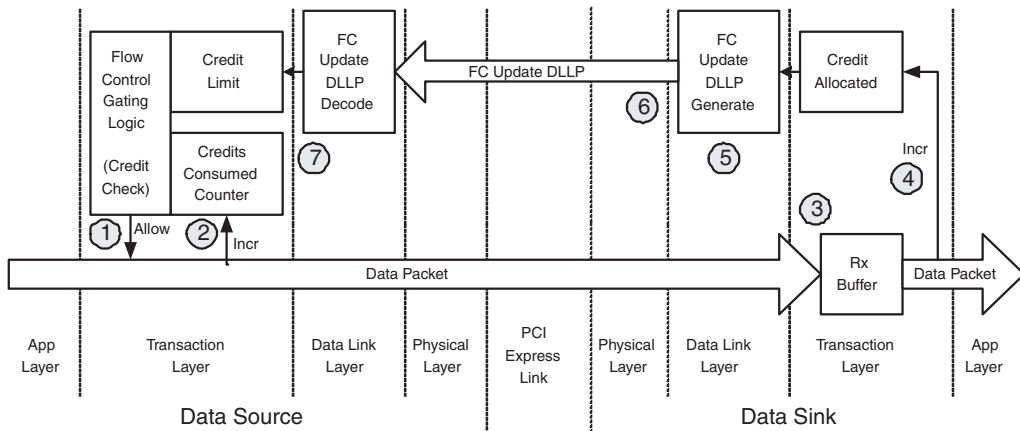 Flow
Control
Gating
Logic
(Credit
Check)
Credit
Limit
Credits
Consumed
Counter
FC
Update
DLLP
Decode
FC Update DLLP
FC
Update
DLLP
Generate
Credit
Allocated
6
5
7
Incr
4
3
1
Allow
2
Incr
Data Packet
Rx
Buffer
Data Packet
App
Layer
Transaction
Layer
Data Link
Layer
Physical
Layer
PCI
Express
Link
Physical
Layer
Data Link
Layer
Transaction
Layer
App
Layer
Data Source
Data Sink